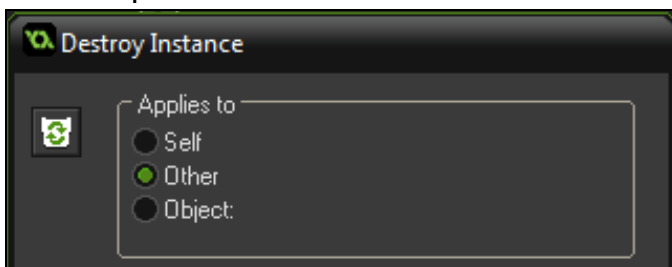 Destroy Instance
Applies to
Self
Other
Object: